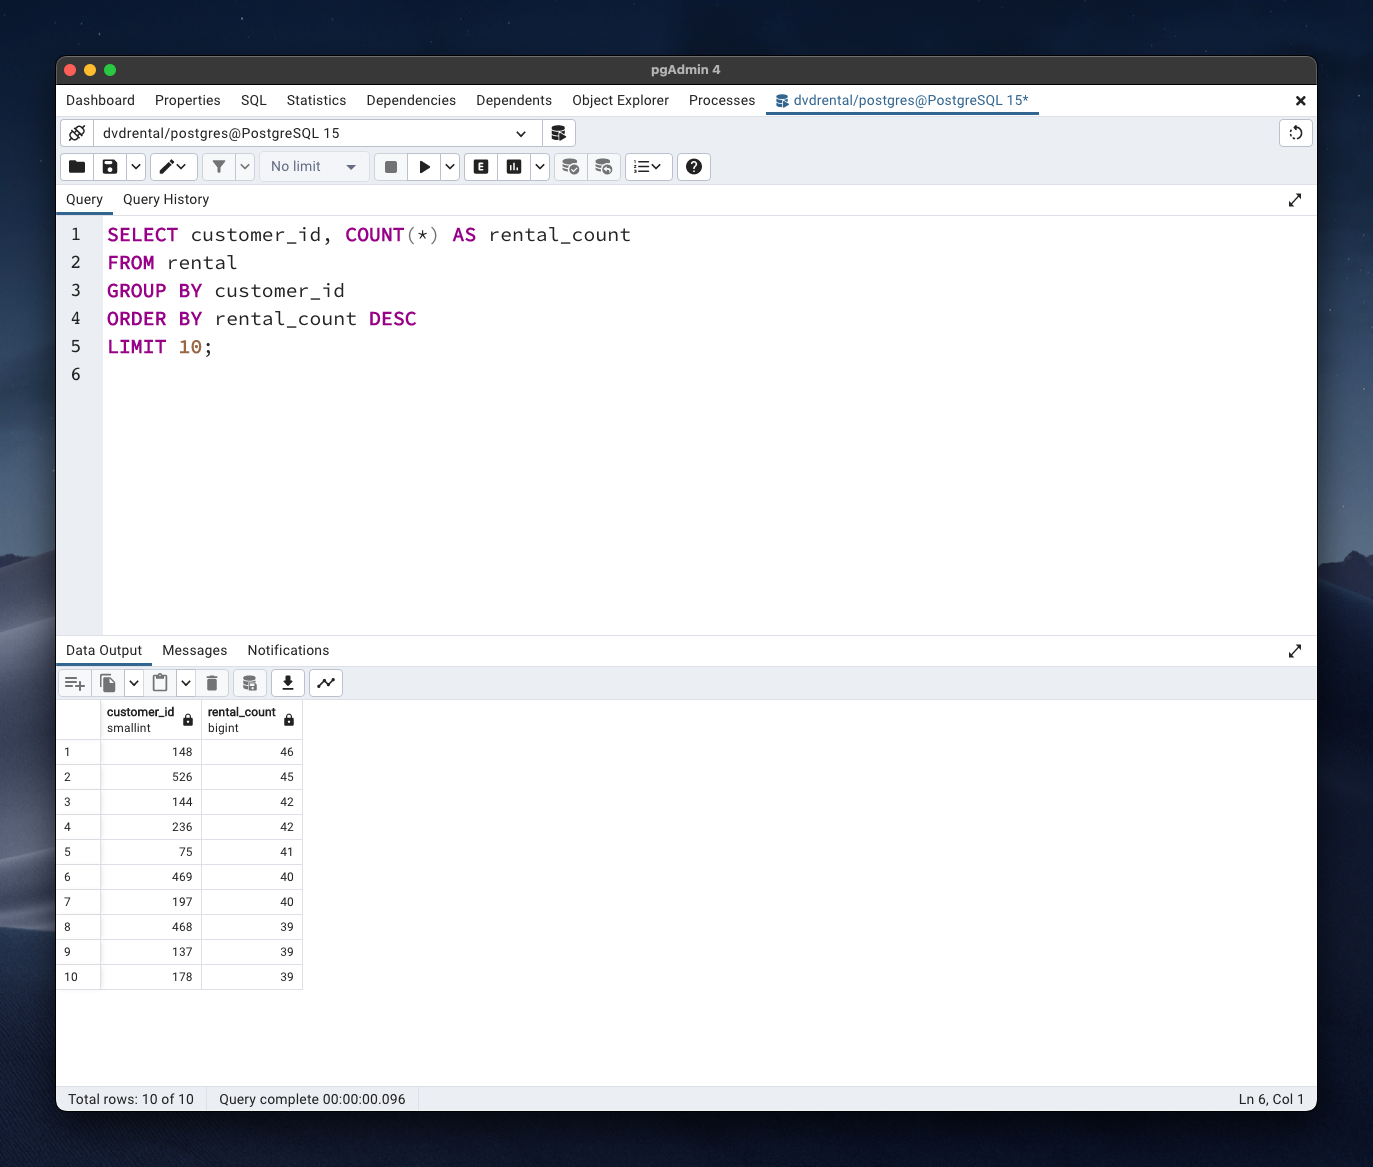 pgAdmin 4
Dashboard Properties SQL Statistics Dependencies Dependents Object Explorer Processes dvdrental/postgres@PostgreSQL 15*
dvdrental/postgres@PostgreSQL 15
No limit E
Query Query History
1 SELECT customer_id, COUNT(*) AS rental_count
2 FROM rental
3 GROUP BY customer_id
4 ORDER BY rental_count DESC
5 LIMIT 10;
6
Data Output Messages Notifications
customer_id rental_count
smallint bigint
1 148 46
2 526 45
3 144 42
4 236 42
5 75 41
6 469 40
7 197 40
8 468 39
9 137 39
10 178 39
Total rows: 10 of 10 Query complete 00:00:00.096 Ln 6, Col 1